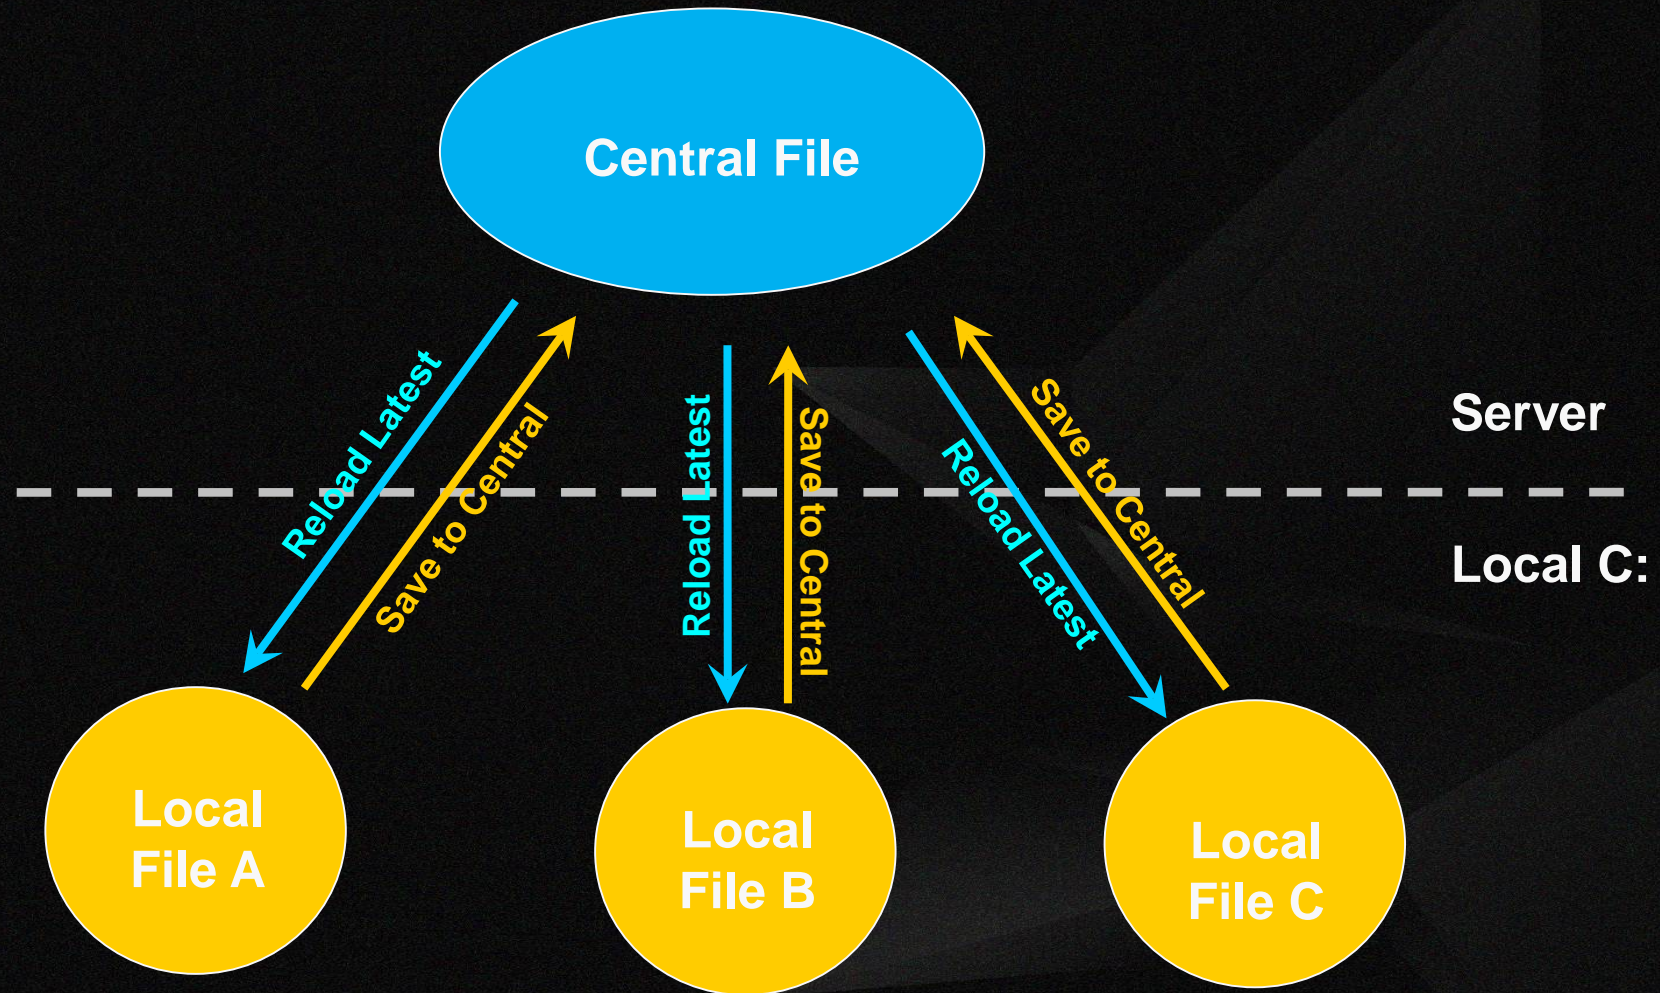 Central File
Reload Latest
Save to Central
Reload Latest
Save to Central
Reload Latest
Save to Central
Server
Local C:
Local
File A
Local
File B
Local
File C